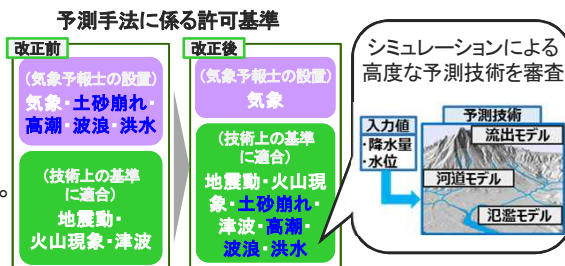 予測手法に係る許可基準
改正前
(気象予報士の設置)
気象・土砂崩れ・
高潮・波浪・洪水
(技術上の基準
に適合)
地震動・
火山現象・津波
。
改正後
(気象予報士の設置)
気象
(技術上の基準
に適合)
地震動・火山現
象・土砂崩れ・
津波・高潮・
波浪・洪水
シミュレーションによる
高度な予測技術を審査
入力値
・降水量
・水位
予測技術
流出モデル
河道モデル
氾濫モデル